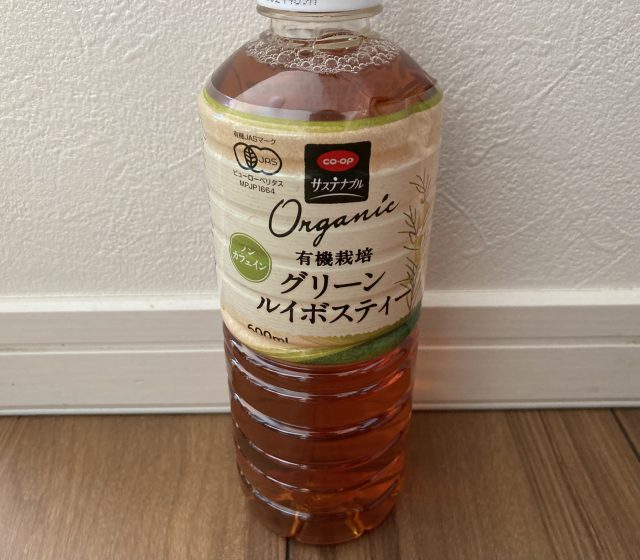 有機JASマーク
JAS
ビューローベリタス
MPJP1664
CO·OP
サステナブル
Organic
有機栽培
ノン
カフェイン
グリーン
ルイボスティー
600ml